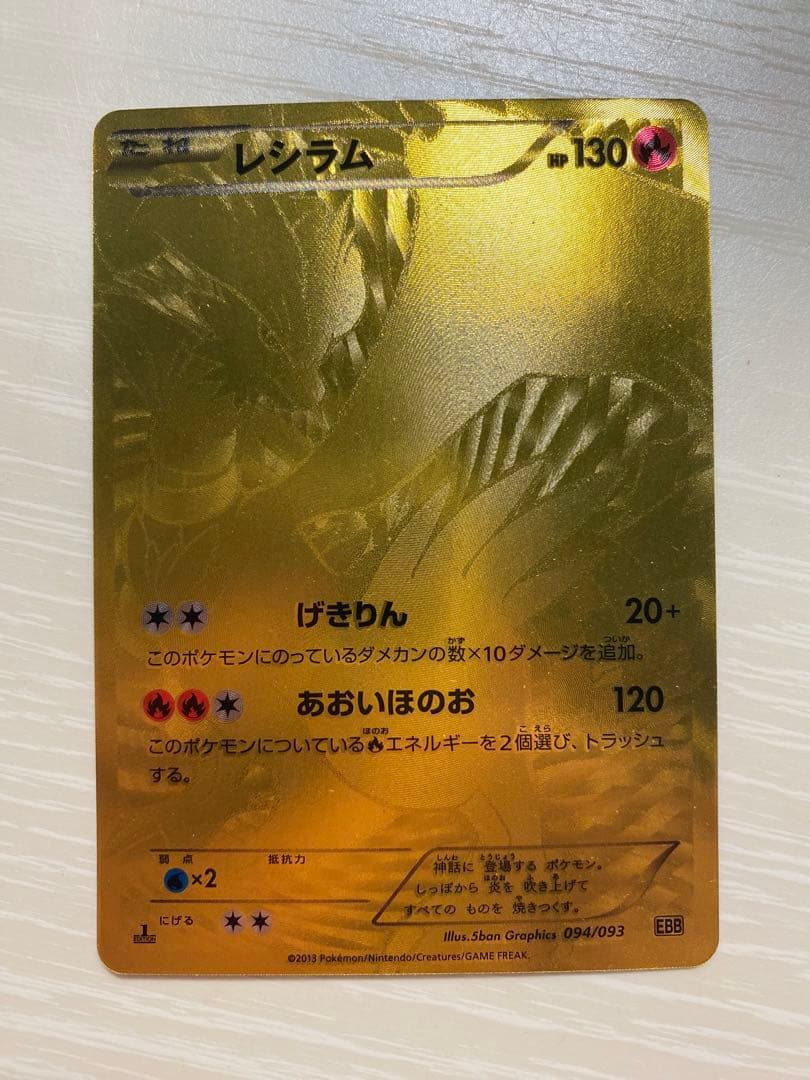 たね レシラム HP130
げきりん 20+
このポケモンにのっているダメカンの数×10ダメージを追加。
あおいほのお 120
このポケモンについているエネルギーを2個選び、トラッシュ
する。
弱点 抵抗力
×2
にげる
神話に 登場する ポケモン。
しっぽから 炎を 吹き上げて
すべての ものを 焼きつくす。
1 EDITION
Illus.5ban Graphics 094/093 EBB
©2013 Pokémon/Nintendo/Creatures/GAME FREAK.